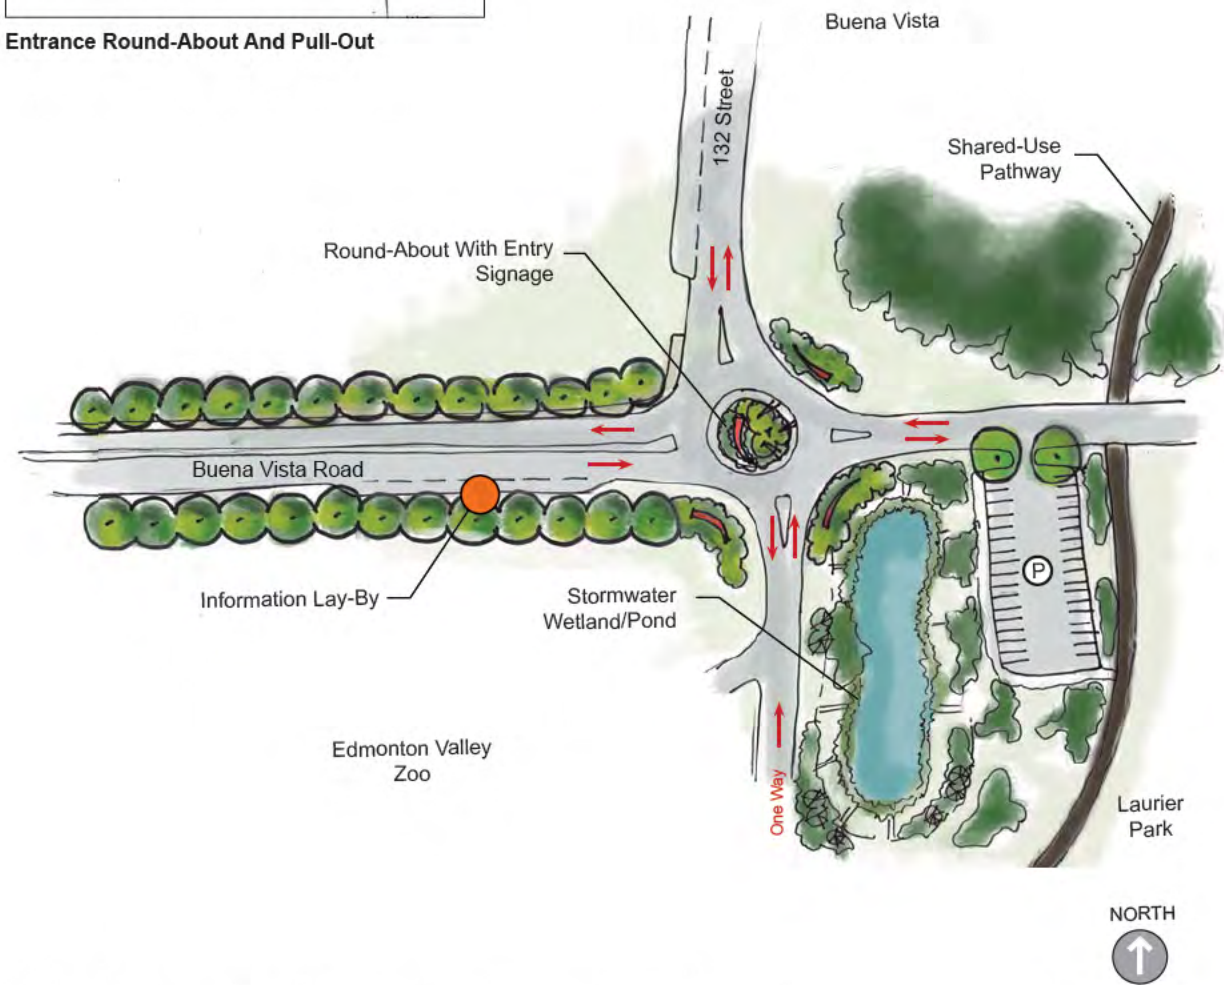 Entrance Round-About And Pull-Out
Buena Vista
132 Street
Shared-Use
Pathway
Round-About With Entry
Signage
Buena Vista Road
P
Information Lay-By
Stormwater
Wetland/Pond
Edmonton Valley
Zoo
One Way
Laurier
Park
NORTH